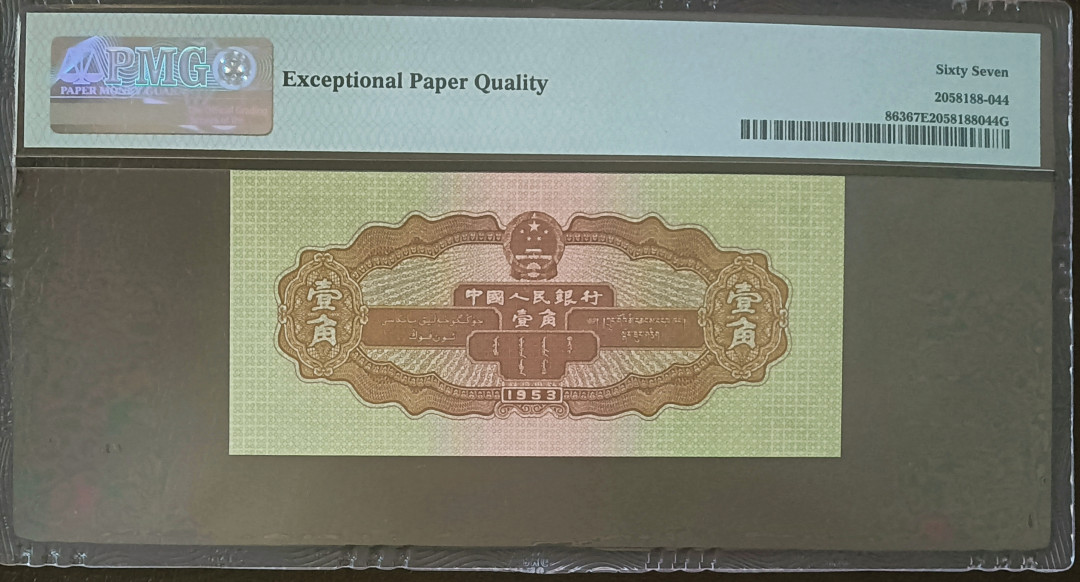 PMG
PAPER MONEY GUAR
Exceptional Paper Quality
Sixty Seven
2058188-044
86367E2058188044G
中國人民銀行
壹角
壹角
壹角
1953